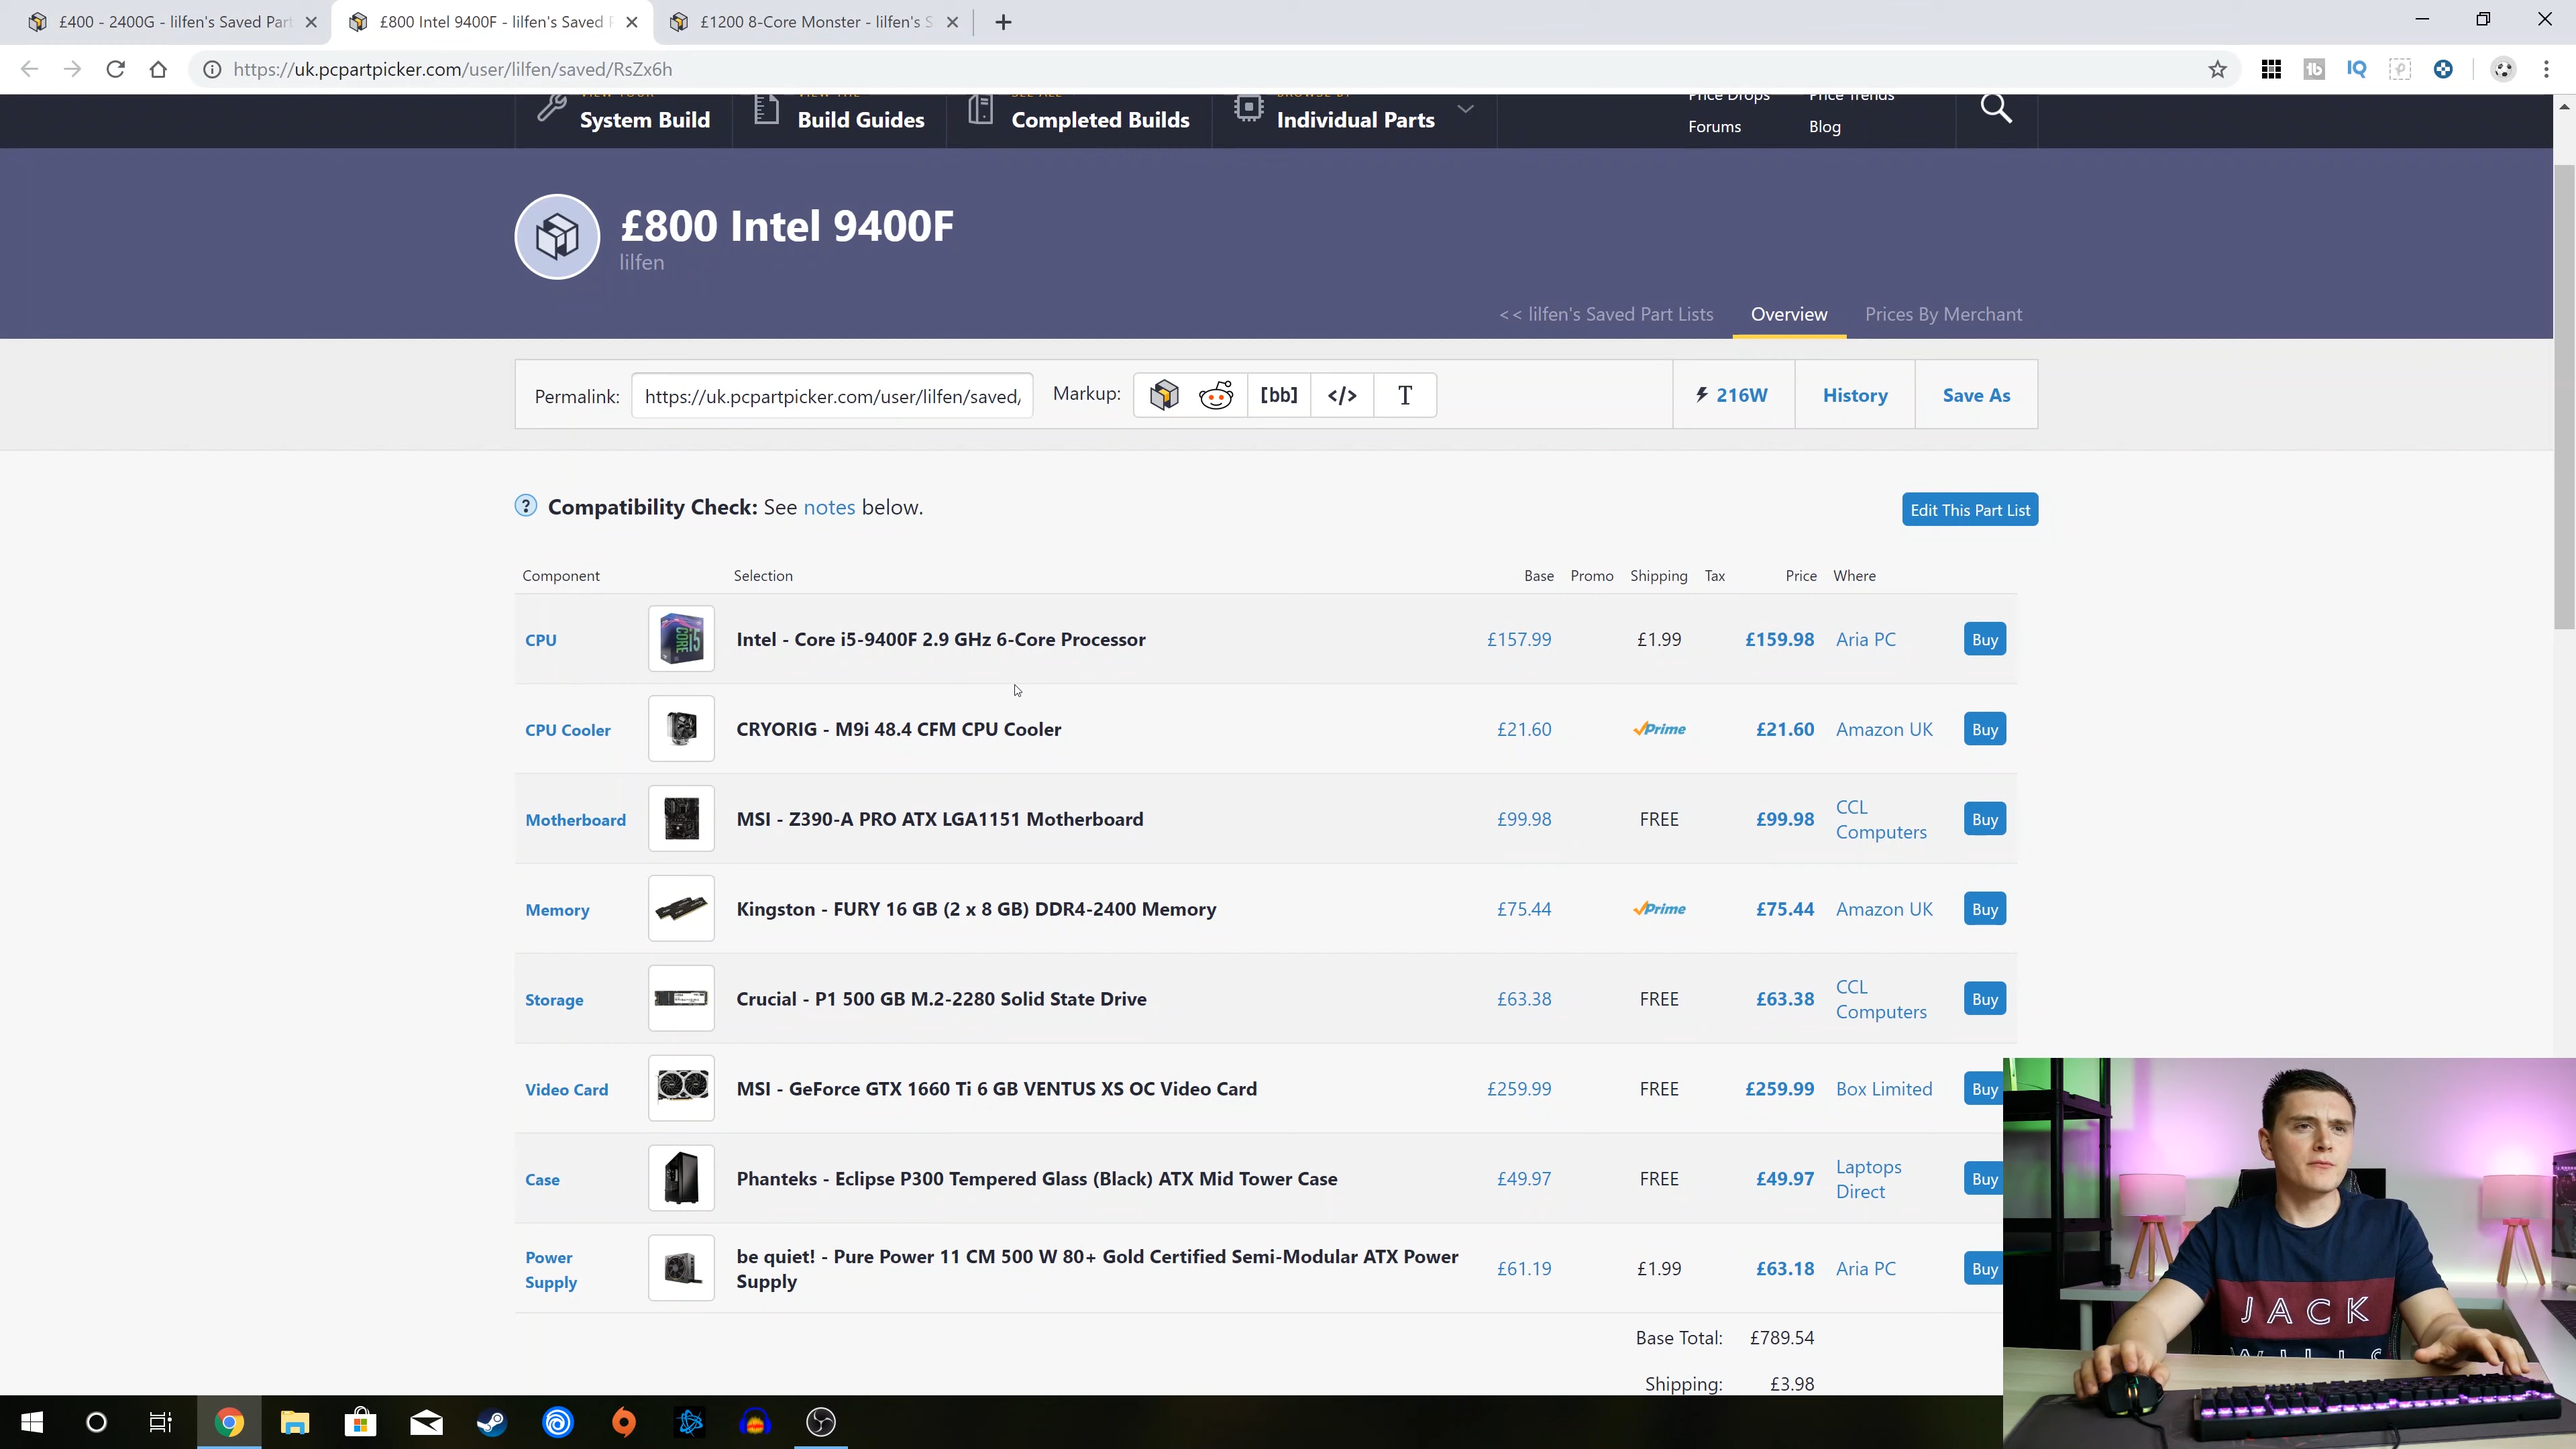 £400 - 2400G - lilfen's Saved Part
£800 Intel 9400F - lilfen's Saved P
£1200 8-Core Monster - lilfen's S
https://uk.pcpartpicker.com/user/lilfen/saved/RsZx6h
System Build
Build Guides
Completed Builds
Individual Parts
Price Drops
Price Trends
Forums
Blog
£800 Intel 9400F
lilfen
<< lilfen's Saved Part Lists
Overview
Prices By Merchant
Permalink:
https://uk.pcpartpicker.com/user/lilfen/saved/
Markup:
[bb]
</>
T
216W
History
Save As
? Compatibility Check: See notes below.
Edit This Part List
Component Selection Base Promo Shipping Tax Price Where
CPU Intel - Core i5-9400F 2.9 GHz 6-Core Processor £157.99 £1.99 £159.98 Aria PC Buy
CPU Cooler CRYORIG - M9i 48.4 CFM CPU Cooler £21.60 Prime £21.60 Amazon UK Buy
Motherboard MSI - Z390-A PRO ATX LGA1151 Motherboard £99.98 FREE £99.98 CCL Computers Buy
Memory Kingston - FURY 16 GB (2 x 8 GB) DDR4-2400 Memory £75.44 Prime £75.44 Amazon UK Buy
Storage Crucial - P1 500 GB M.2-2280 Solid State Drive £63.38 FREE £63.38 CCL Computers Buy
Video Card MSI - GeForce GTX 1660 Ti 6 GB VENTUS XS OC Video Card £259.99 FREE £259.99 Box Limited Buy
Case Phanteks - Eclipse P300 Tempered Glass (Black) ATX Mid Tower Case £49.97 FREE £49.97 Laptops Direct Buy
Power Supply be quiet! - Pure Power 11 CM 500 W 80+ Gold Certified Semi-Modular ATX Power Supply £61.19 £1.99 £63.18 Aria PC Buy
Base Total: £789.54
Shipping: £3.98
JACK